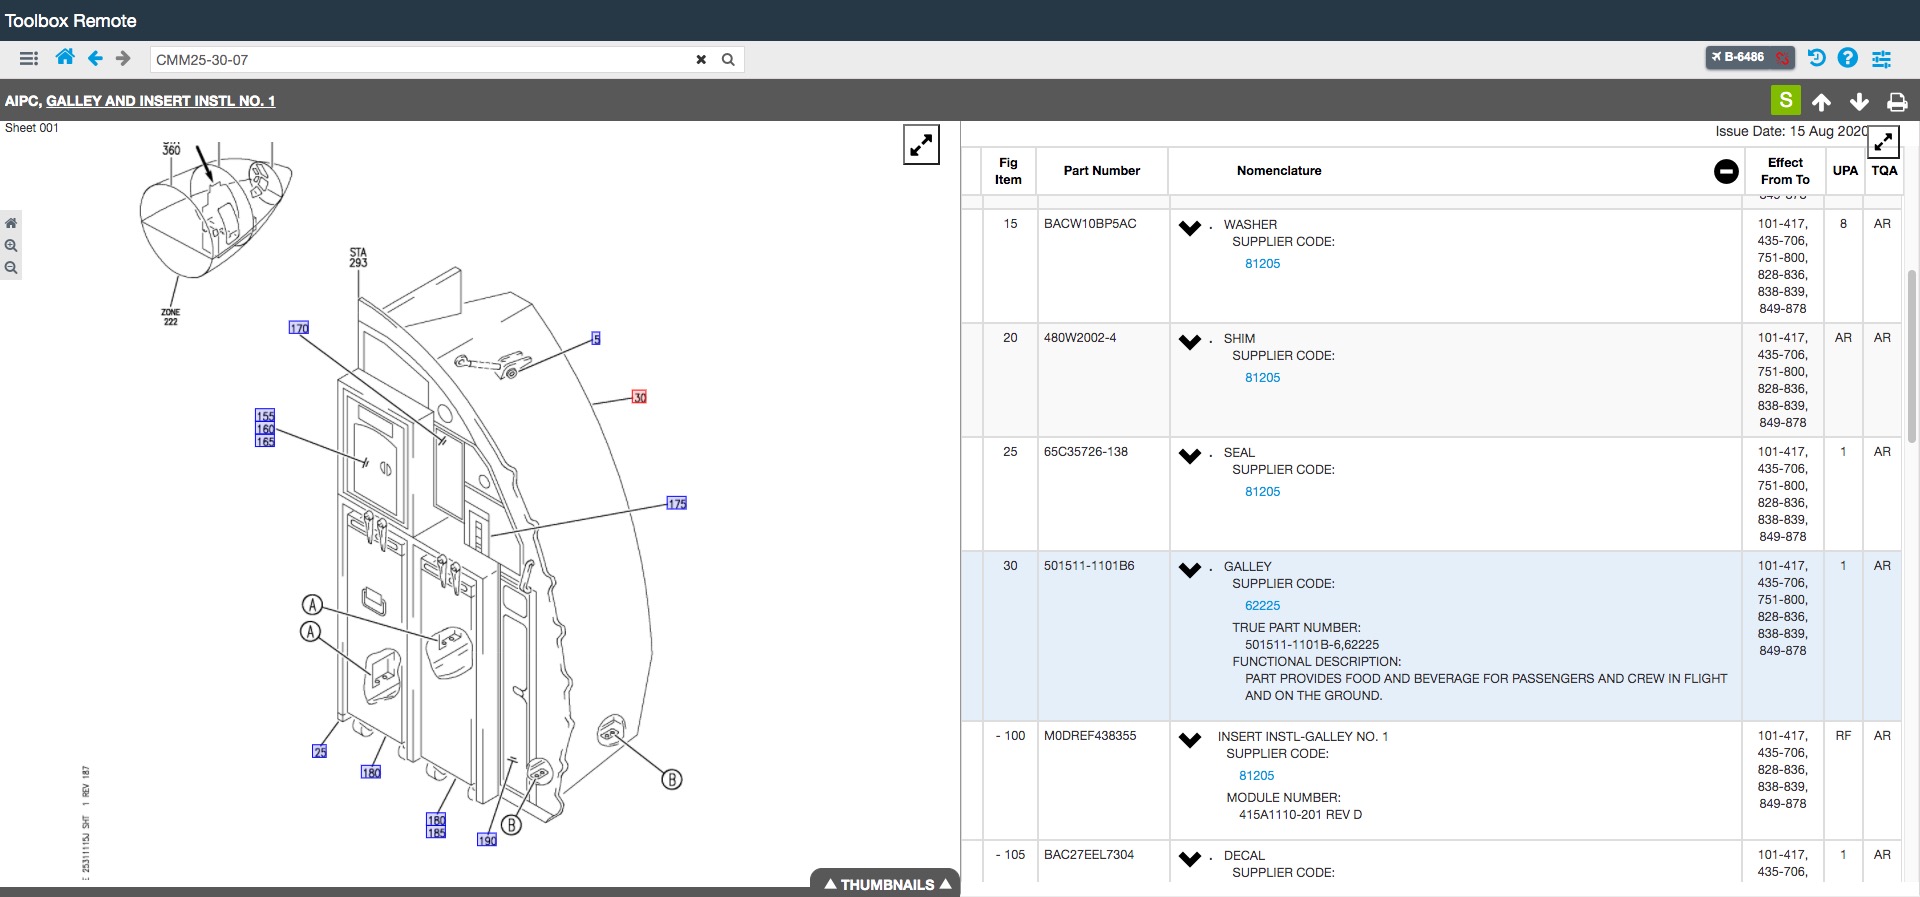 Toolbox Remote
CMM25-30-07
B-6486
AIPC, GALLEY AND INSERT INSTL NO. 1
S
Sheet 001
360
ZONE
222
STA
293
170
5
30
155
160
165
175
A
A
25
180
180
185
190
B
B
E 25311115J SHT 1 REV 187
THUMBNAILS
Issue Date: 15 Aug 2020
Fig
Item
Part Number
Nomenclature
Effect
From To
UPA
TQA
15 BACW10BP5AC . WASHER 101-417, 8 AR
SUPPLIER CODE: 435-706,
81205 751-800,
828-836,
838-839,
849-878
20 480W2002-4 . SHIM 101-417, AR AR
SUPPLIER CODE: 435-706,
81205 751-800,
828-836,
838-839,
849-878
25 65C35726-138 . SEAL 101-417, 1 AR
SUPPLIER CODE: 435-706,
81205 751-800,
828-836,
838-839,
849-878
30 501511-1101B6 . GALLEY 101-417, 1 AR
SUPPLIER CODE: 435-706,
62225 751-800,
TRUE PART NUMBER: 828-836,
501511-1101B-6,62225 838-839,
FUNCTIONAL DESCRIPTION: 849-878
PART PROVIDES FOOD AND BEVERAGE FOR PASSENGERS AND CREW IN FLIGHT
AND ON THE GROUND.
- 100 M0DREF438355 INSERT INSTL-GALLEY NO. 1 101-417, RF AR
SUPPLIER CODE: 435-706,
81205 828-836,
MODULE NUMBER: 838-839,
415A1110-201 REV D 849-878
- 105 BAC27EEL7304 . DECAL 101-417, 1 AR
SUPPLIER CODE: 435-706,